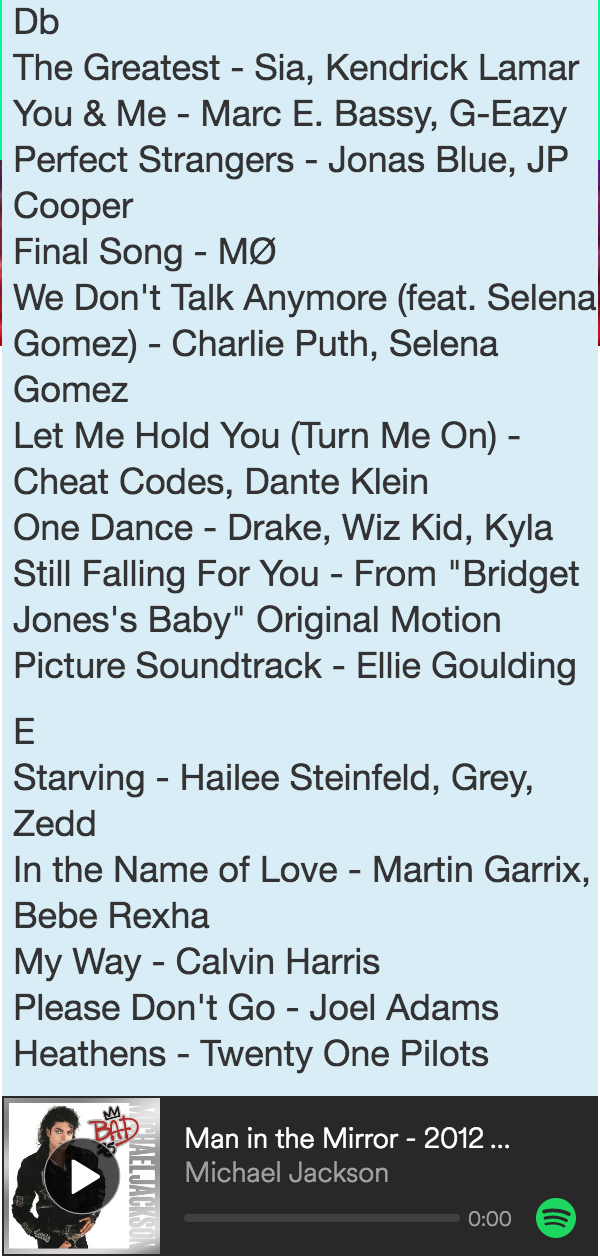 Db
The Greatest - Sia, Kendrick Lamar
You & Me - Marc E. Bassy, G-Eazy
Perfect Strangers - Jonas Blue, JP
Cooper
Final Song - MØ
We Don't Talk Anymore (feat. Selena
Gomez) - Charlie Puth, Selena
Gomez
Let Me Hold You (Turn Me On) -
Cheat Codes, Dante Klein
One Dance - Drake, Wiz Kid, Kyla
Still Falling For You - From "Bridget
Jones's Baby" Original Motion
Picture Soundtrack - Ellie Goulding
E
Starving - Hailee Steinfeld, Grey,
Zedd
In the Name of Love - Martin Garrix,
Bebe Rexha
My Way - Calvin Harris
Please Don't Go - Joel Adams
Heathens - Twenty One Pilots
BAD
MICHAEL JACKSON
Man in the Mirror - 2012 ...
Michael Jackson
0:00